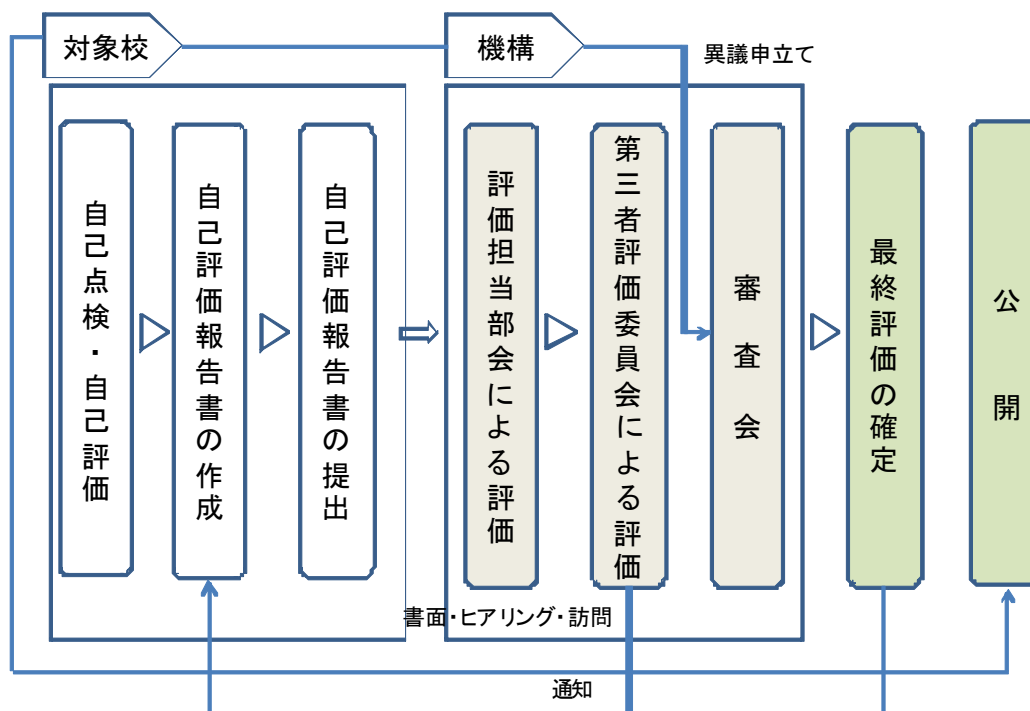 対象校
機構
異議申立て
自己点検・自己評価
自己評価報告書の作成
自己評価報告書の提出
評価担当部会による評価
第三者評価委員会による評価
審査会
最終評価の確定
公開
書面・ヒアリング・訪問
通知